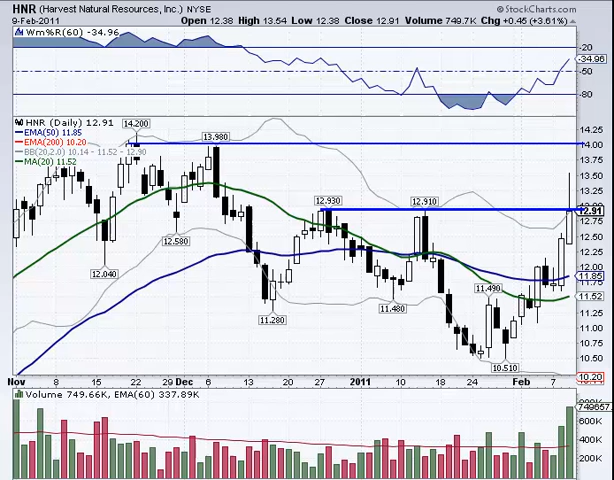 HNR (Harvest Natural Resources, Inc.) NYSE
© StockCharts.com
9-Feb-2011
Open 12.38 High 13.54 Low 12.38 Close 12.91 Volume 749.7K Chg +0.45 (+3.61%)
Wm%R(60) -34.96
-20
-34.96
-50
-80
HNR (Daily) 12.91
EMA(50) 11.85
EMA(200) 10.20
BB(20,2.0) 10.14 - 11.52 - 12.90
MA(20) 11.52
14.200
13.980
12.930
12.910
12.580
12.040
11.280
11.480
11.490
10.510
14.25
14.00
13.75
13.50
13.25
12.91
12.75
12.50
12.25
12.00
11.85
11.52
11.25
11.00
10.75
10.50
10.20
Nov 8 15 22 Dec 6 13 20 27 2011 10 18 24 Feb 7
Volume 749.66K, EMA(60) 337.89K
749657
600K
400K
200K